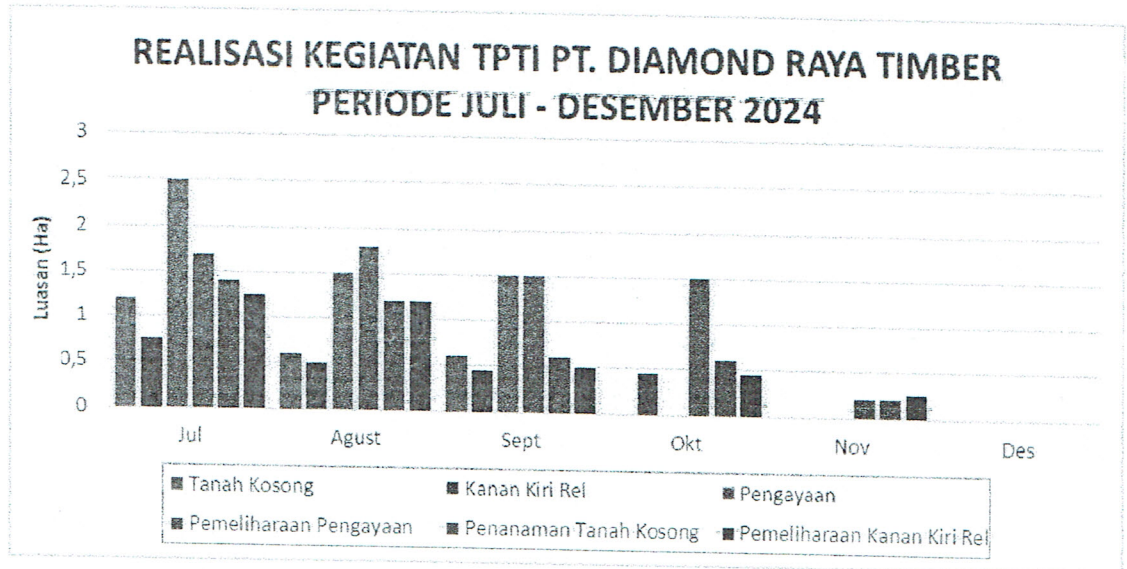 REALISASI KEGIATAN TPTI PT. DIAMOND RAYA TIMBER
PERIODE JULI - DESEMBER 2024
Luasan (Ha)
3
2,5
2
1,5
1
0,5
0
Jul Agust Sept Okt Nov Des
Tanah Kosong Kanan Kiri Rel Pengayaan
Pemeliharaan Pengayaan Penanaman Tanah Kosong Pemeliharaan Kanan Kiri Rel